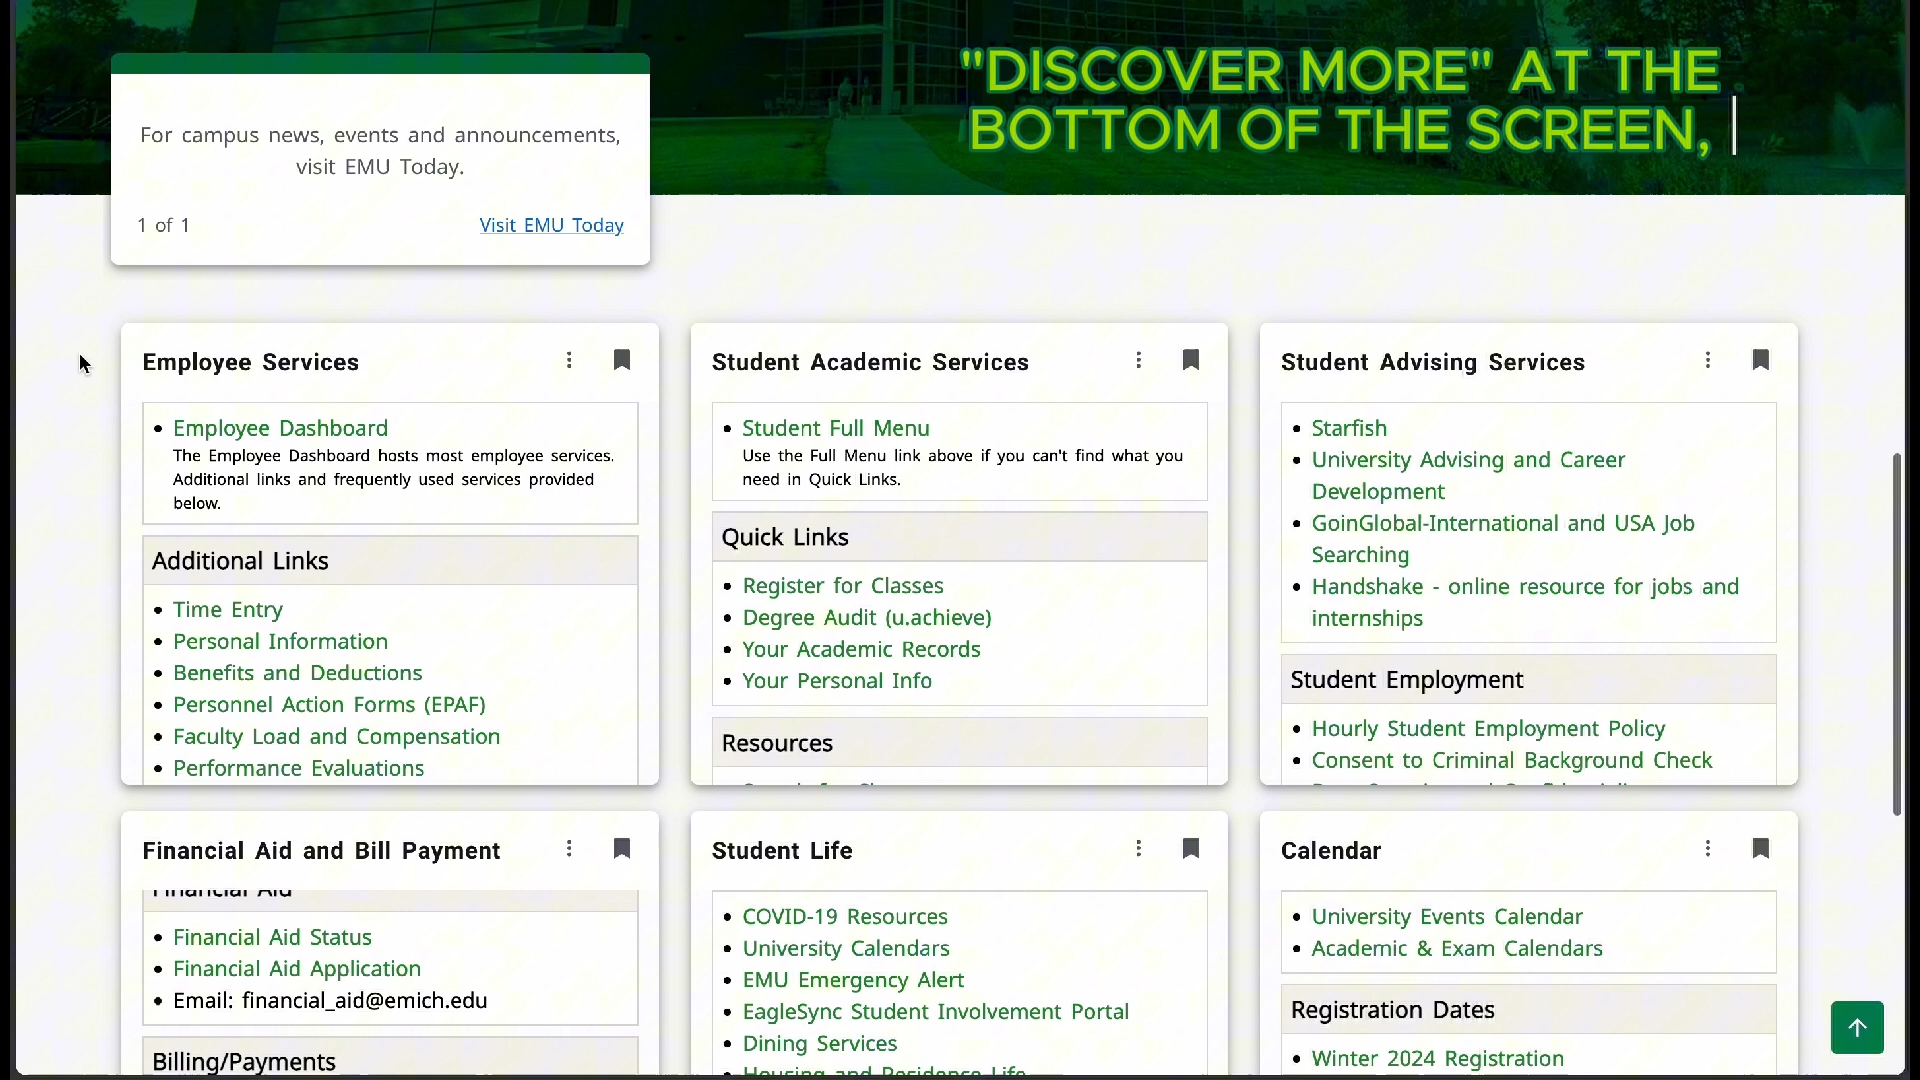 "DISCOVER MORE" AT THE
BOTTOM OF THE SCREEN,
For campus news, events and announcements,
visit EMU Today.
1 of 1
Visit EMU Today
Employee Services
Employee Dashboard
The Employee Dashboard hosts most employee services.
Additional links and frequently used services provided
below.
Additional Links
Time Entry
Personal Information
Benefits and Deductions
Personnel Action Forms (EPAF)
Faculty Load and Compensation
Performance Evaluations
Student Academic Services
Student Full Menu
Use the Full Menu link above if you can't find what you
need in Quick Links.
Quick Links
Register for Classes
Degree Audit (u.achieve)
Your Academic Records
Your Personal Info
Resources
Student Advising Services
Starfish
University Advising and Career
Development
GoinGlobal-International and USA Job
Searching
Handshake - online resource for jobs and
internships
Student Employment
Hourly Student Employment Policy
Consent to Criminal Background Check
Financial Aid and Bill Payment
Financial Aid
Financial Aid Status
Financial Aid Application
Email: financial_aid@emich.edu
Billing/Payments
Student Life
COVID-19 Resources
University Calendars
EMU Emergency Alert
EagleSync Student Involvement Portal
Dining Services
Housing and Residence Life
Calendar
University Events Calendar
Academic & Exam Calendars
Registration Dates
Winter 2024 Registration